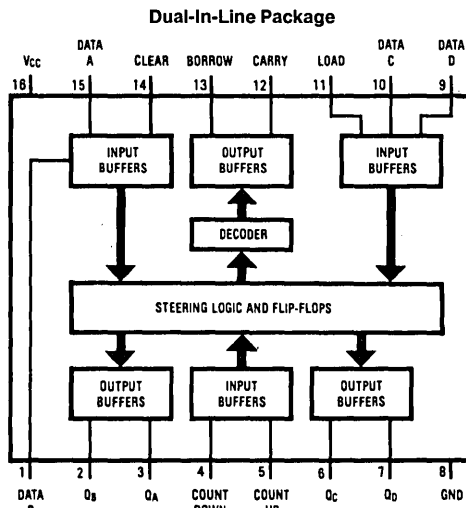 Dual-In-Line Package
VCC
DATA A
CLEAR
BORROW
CARRY
LOAD
DATA C
DATA D
16 15 14 13 12 11 10 9
INPUT BUFFERS
OUTPUT BUFFERS
INPUT BUFFERS
DECODER
STEERING LOGIC AND FLIP-FLOPS
OUTPUT BUFFERS
INPUT BUFFERS
OUTPUT BUFFERS
1 2 3 4 5 6 7 8
DATA
QB
QA
COUNT
COUNT
QC
QD
GND